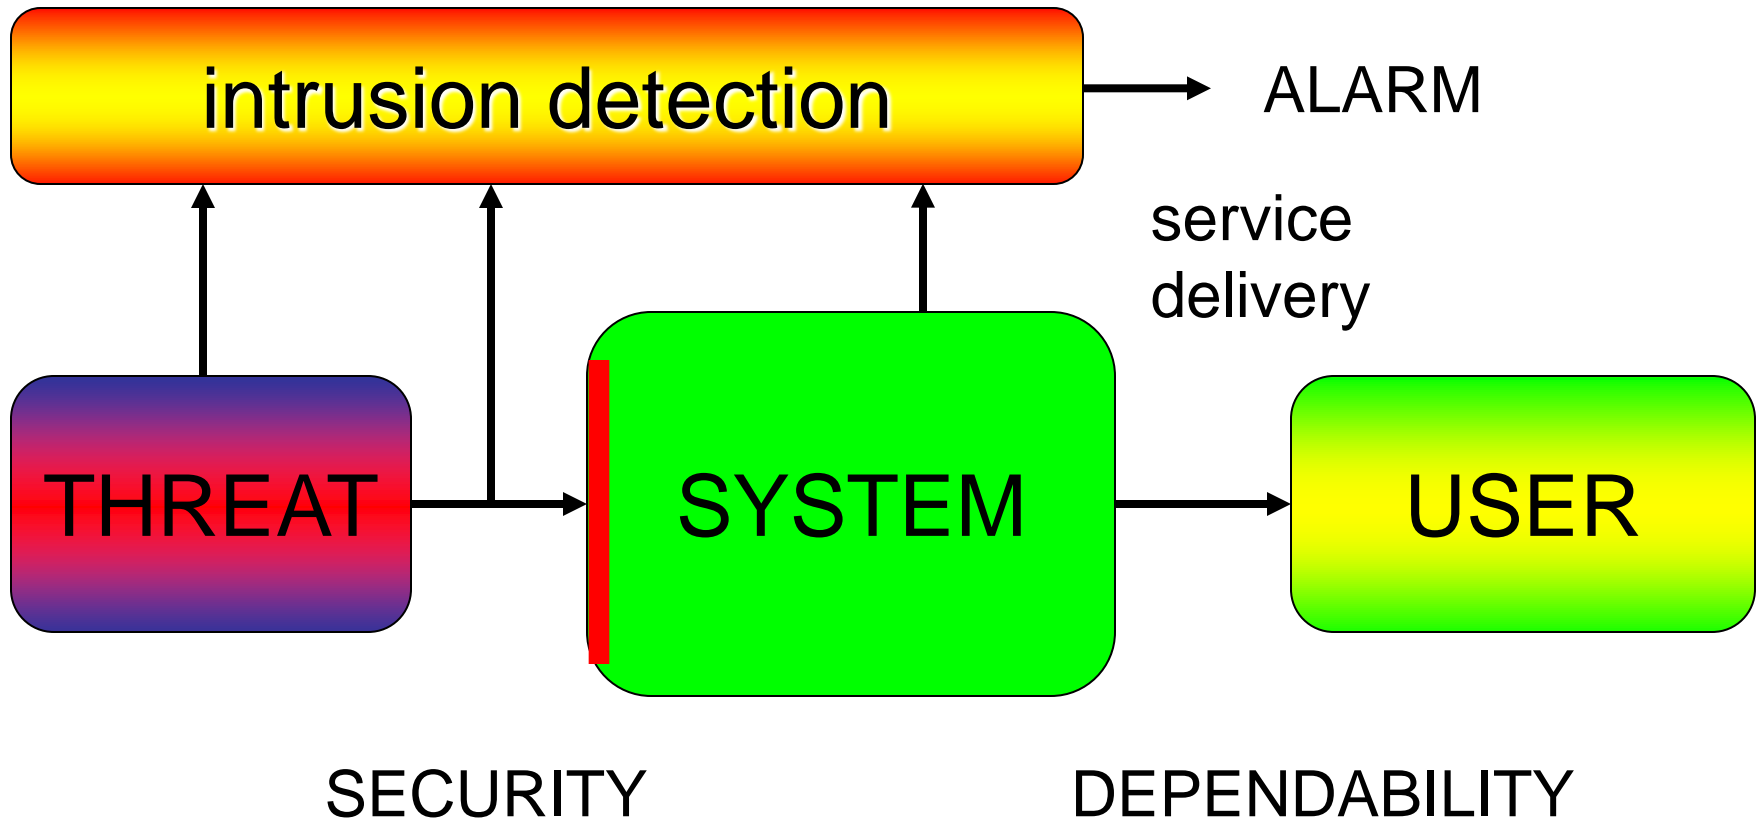 intrusion detection
ALARM
service
delivery
THREAT
SYSTEM
USER
SECURITY
DEPENDABILITY